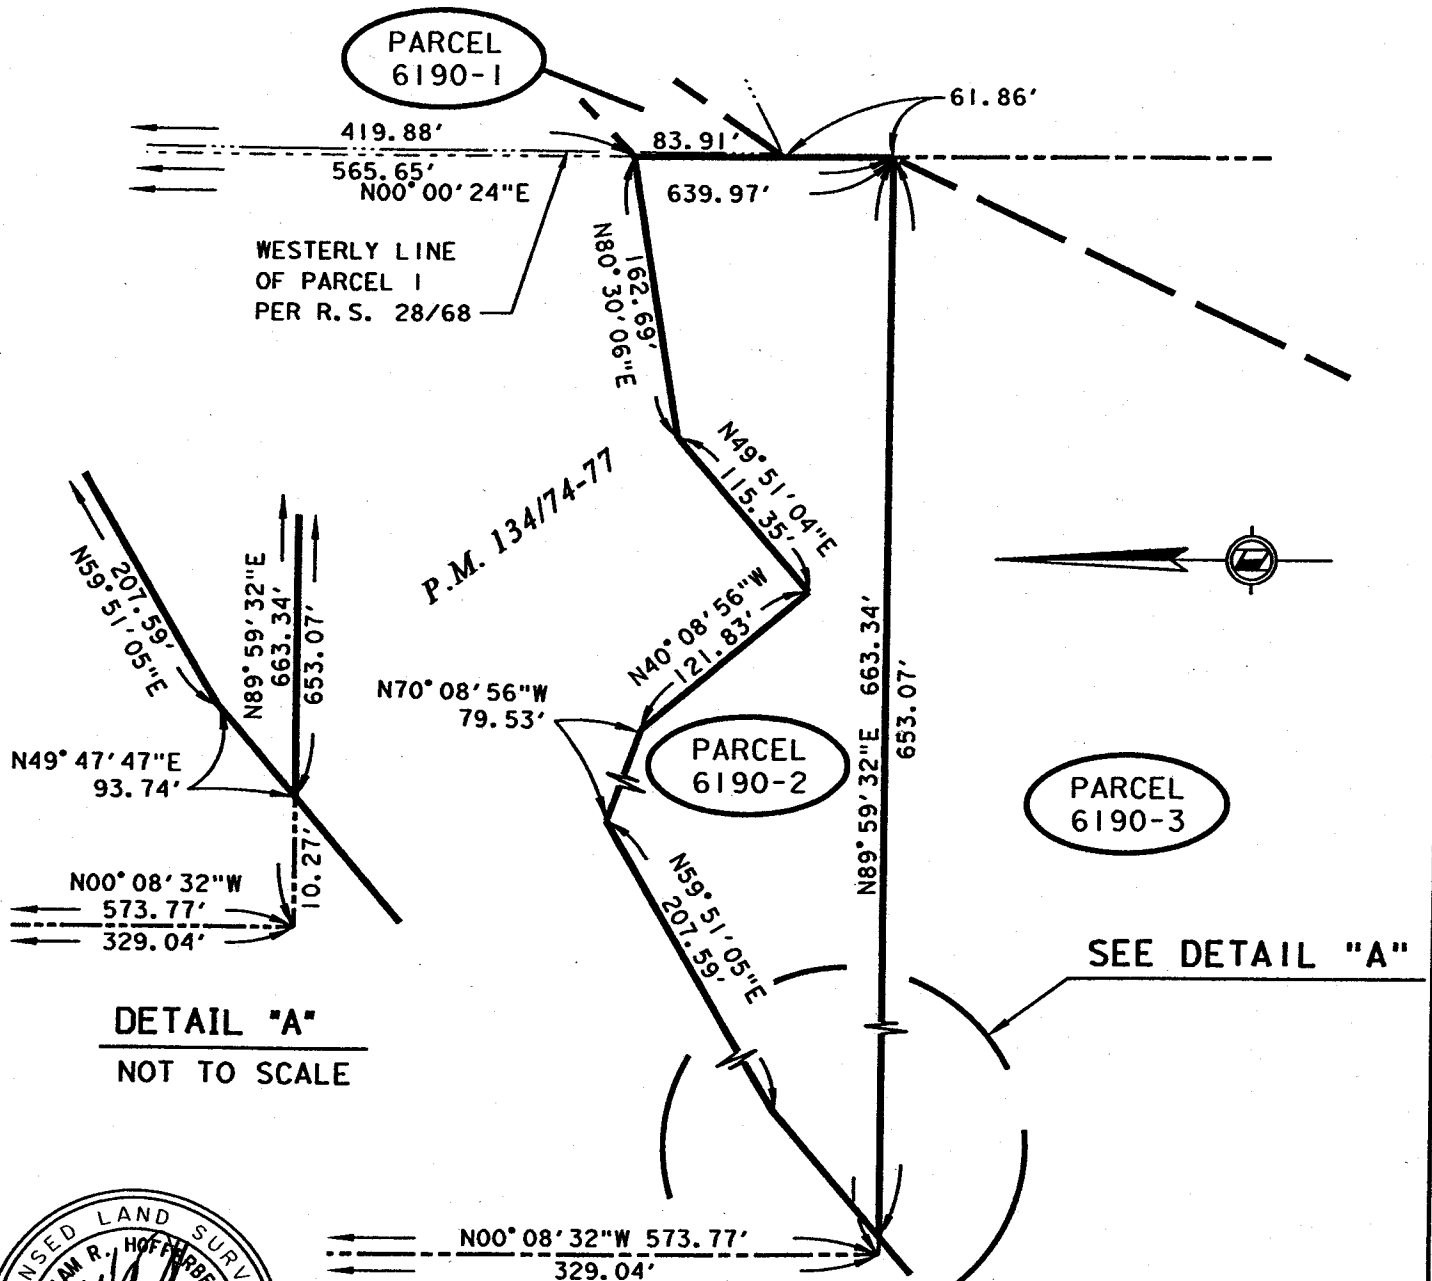 PARCEL
6190-1
61.86'
419.88'
83.91'
565.65'
N00°00'24"E
639.97'
WESTERLY LINE
OF PARCEL 1
PER R.S. 28/68
162.69'
N80°30'06"E
N49°51'04"E
115.35'
P.M. 134/74-77
N40°08'56"W
121.83'
N70°08'56"W
79.53'
PARCEL
6190-2
N89°59'32"E 663.34'
653.07'
PARCEL
6190-3
N59°51'05"E
207.59'
SEE DETAIL "A"
207.59'
N59°51'05"E
N89°59'32"E
663.34'
653.07'
N49°47'47"E
93.74'
10.27'
N00°08'32"W
573.77'
329.04'
DETAIL "A"
NOT TO SCALE
N00°08'32"W 573.77'
329.04'
LAND